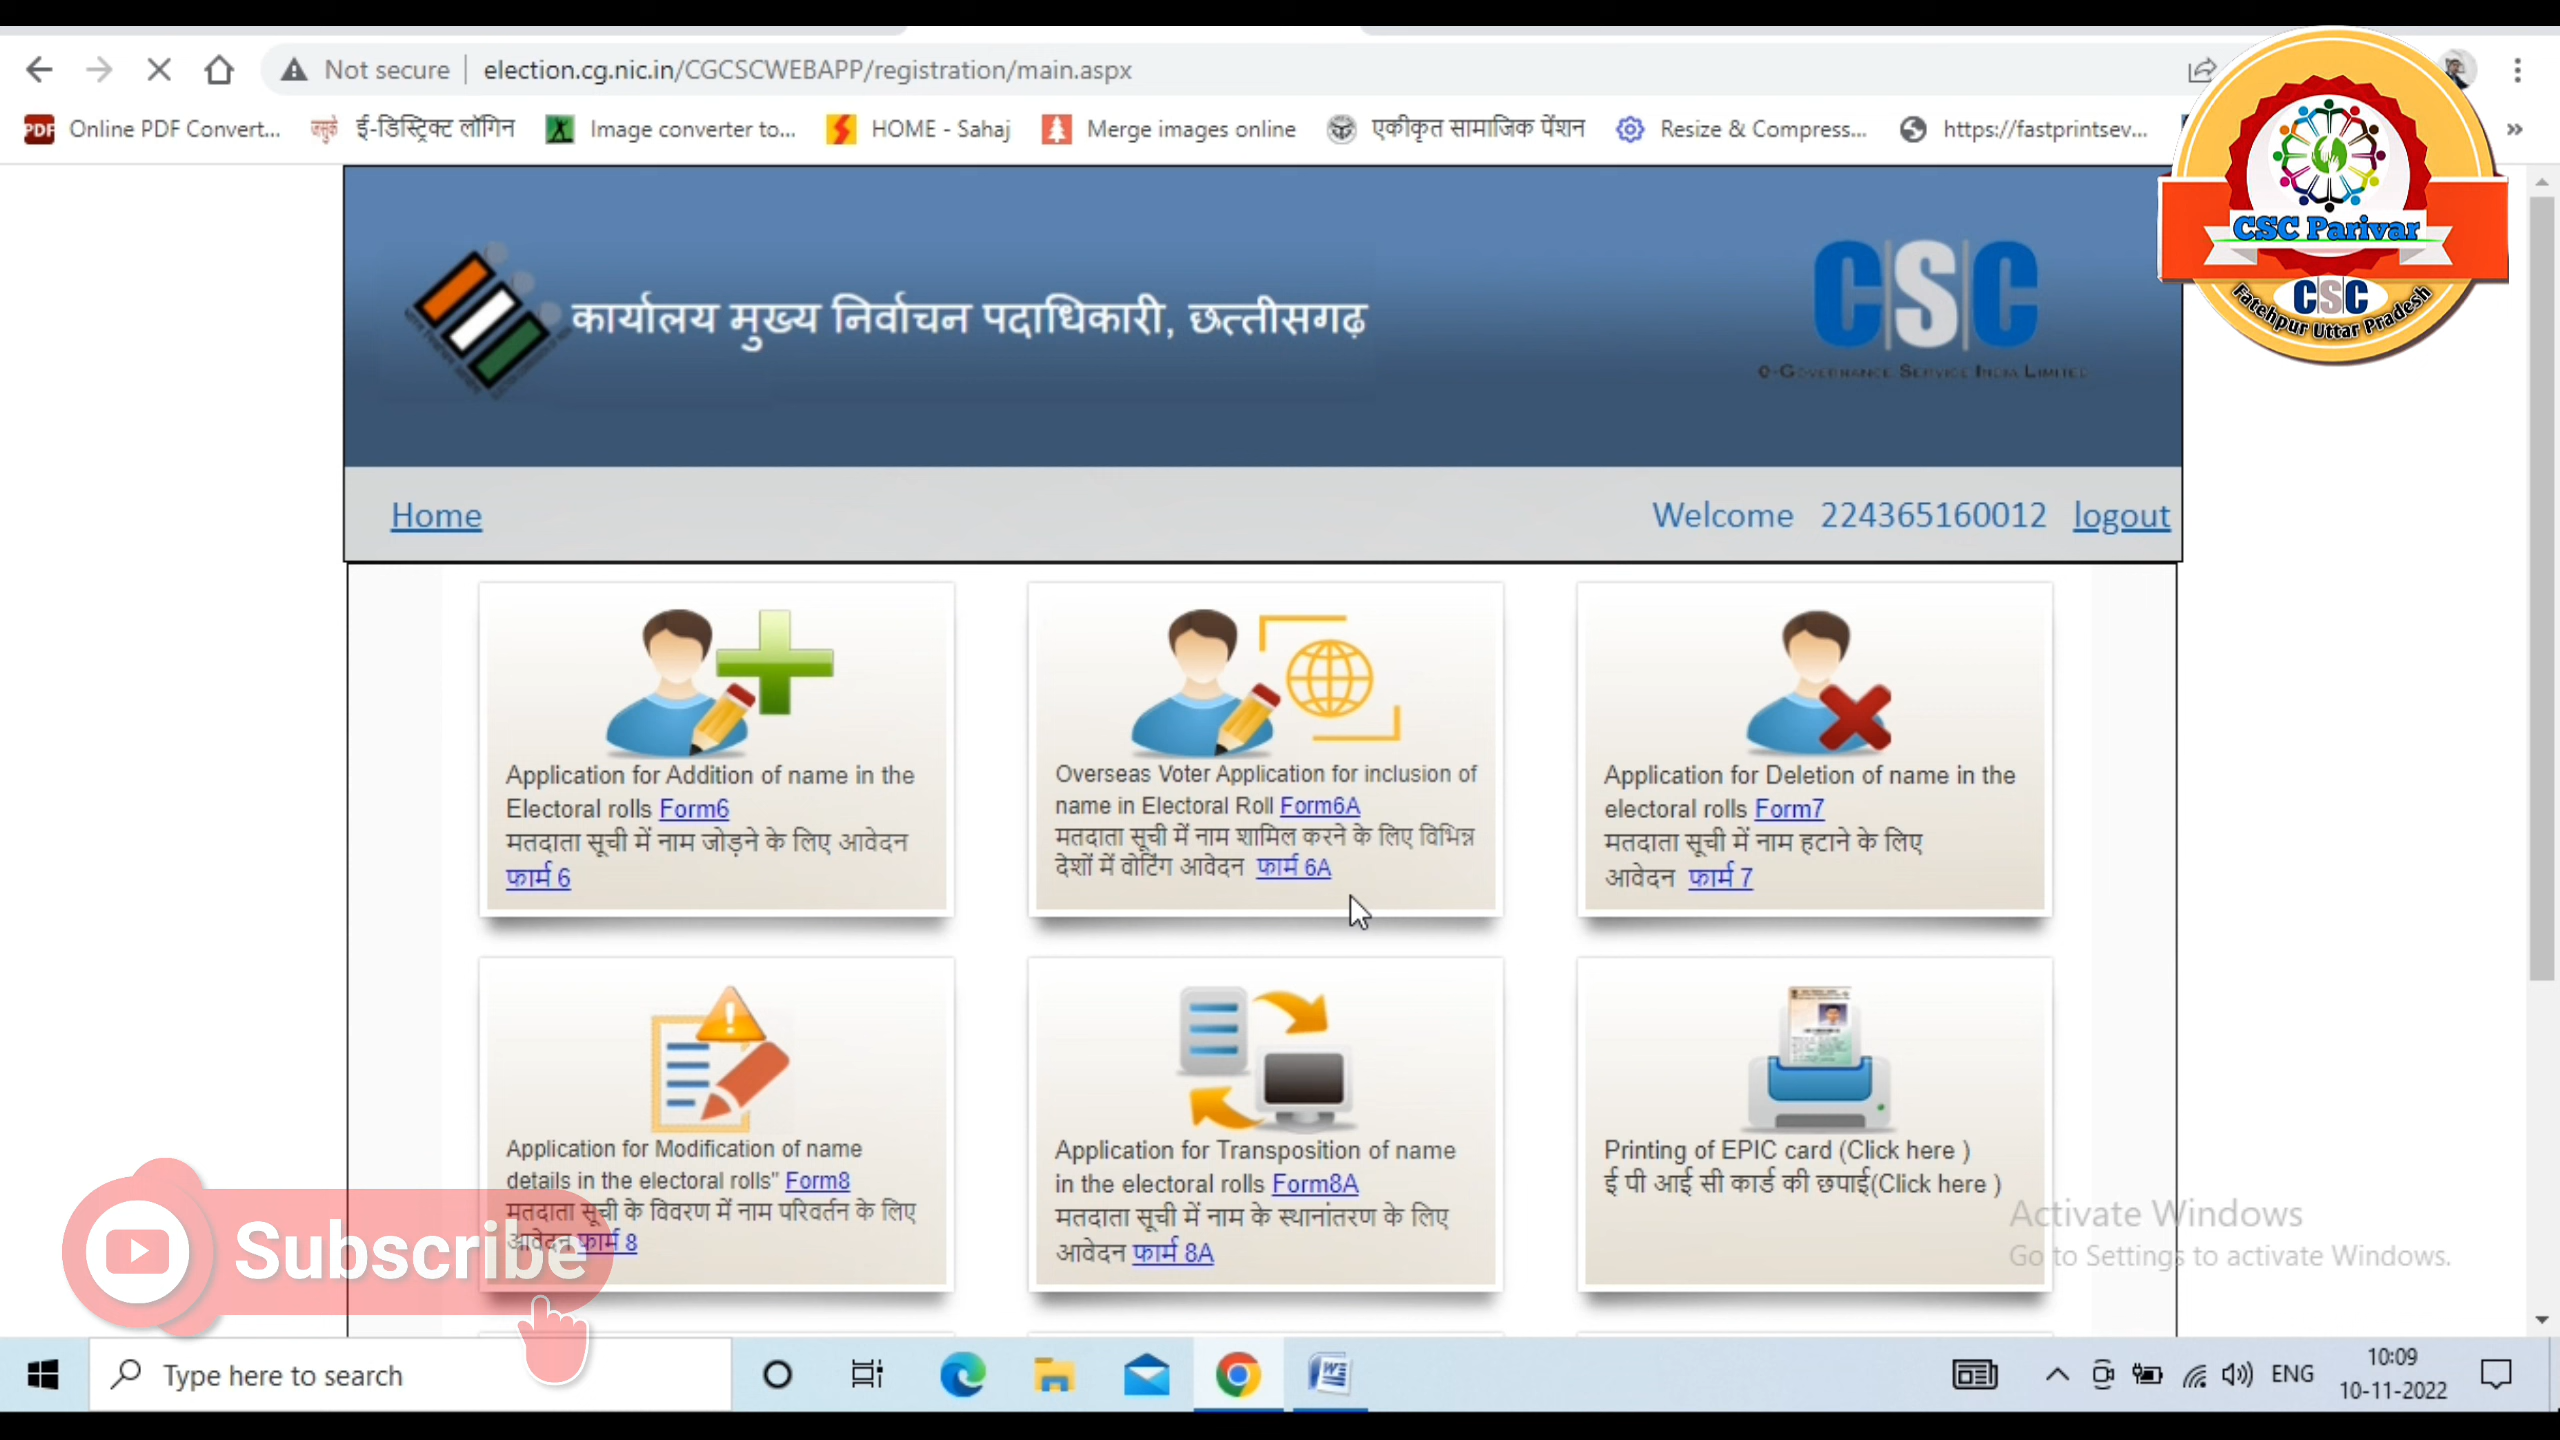 Not secure election.cg.nic.in/CGCSCWEBAPP/registration/main.aspx
PDF Online PDF Convert... ई-डिस्ट्रिक्ट लॉगिन Image converter to... HOME - Sahaj Merge images online एकीकृत सामाजिक पेंशन Resize & Compress... https://fastprintsev...
CSC Parivar
CSC
Fatehpur Uttar Pradesh
कार्यालय मुख्य निर्वाचन पदाधिकारी, छत्तीसगढ़
CSC
e-Governance Service India Limited
Home Welcome 224365160012 logout
Application for Addition of name in the
Electoral rolls Form6
मतदाता सूची में नाम जोड़ने के लिए आवेदन
फार्म 6
Overseas Voter Application for inclusion of
name in Electoral Roll Form6A
मतदाता सूची में नाम शामिल करने के लिए विभिन्न
देशों में वोटिंग आवेदन फार्म 6A
Application for Deletion of name in the
electoral rolls Form7
मतदाता सूची में नाम हटाने के लिए
आवेदन फार्म 7
Application for Modification of name
details in the electoral rolls" Form8
मतदाता सूची के विवरण में नाम परिवर्तन के लिए
आवेदन फार्म 8
Application for Transposition of name
in the electoral rolls Form8A
मतदाता सूची में नाम के स्थानांतरण के लिए
आवेदन फार्म 8A
Printing of EPIC card (Click here )
ई पी आई सी कार्ड की छपाई(Click here )
Subscribe
Activate Windows
Go to Settings to activate Windows.
Type here to search
ENG
10:09
10-11-2022